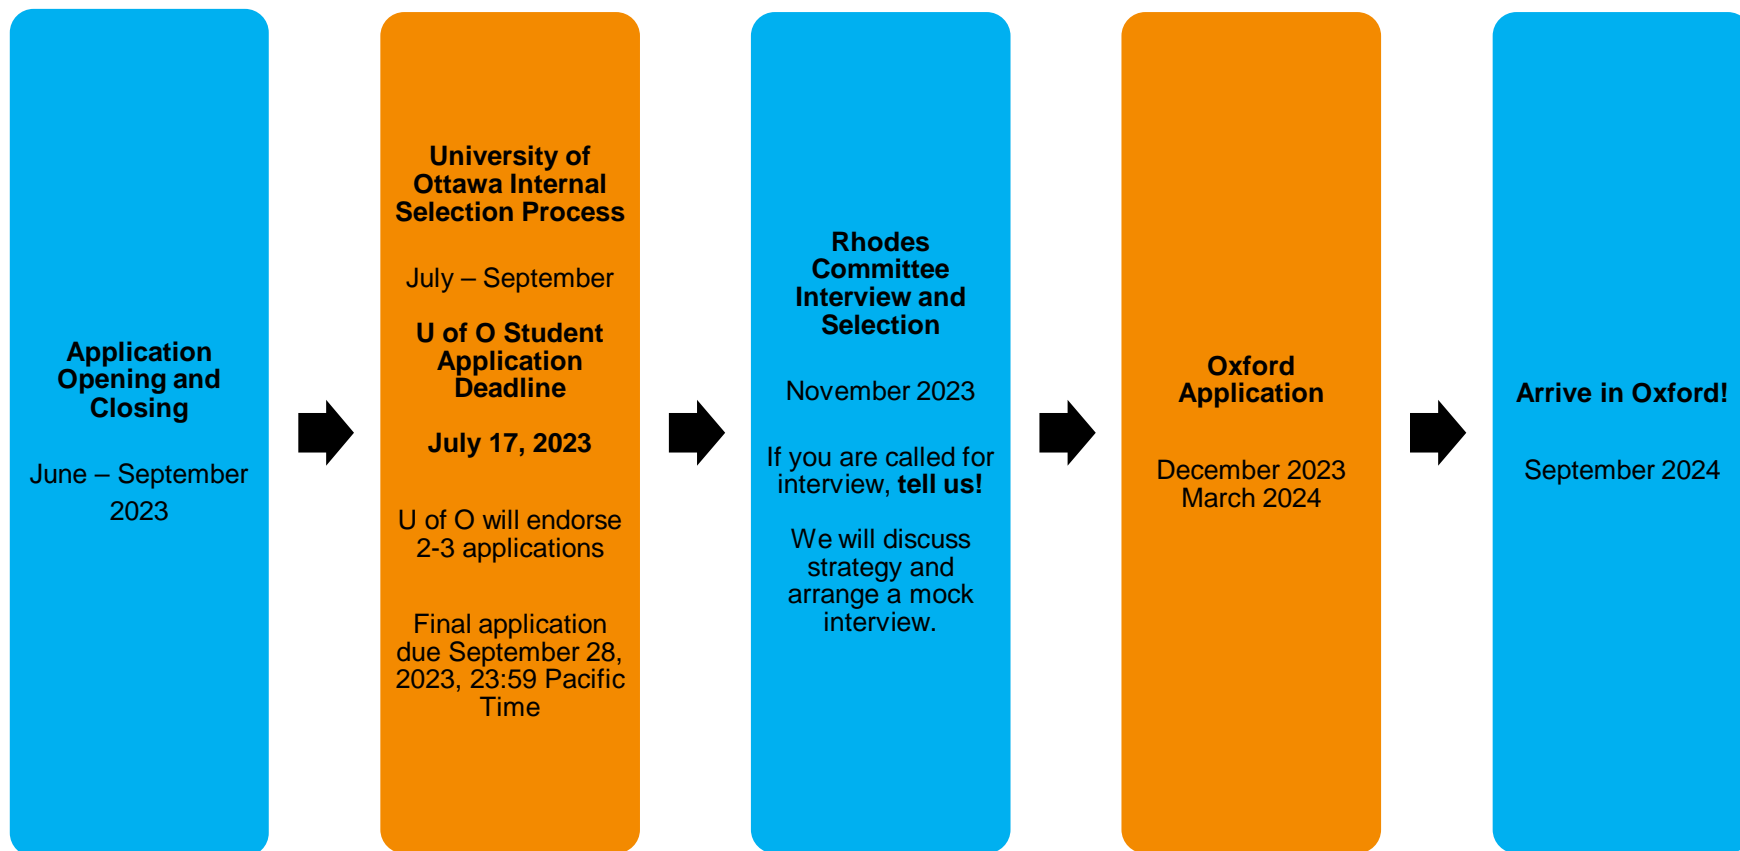 Application
Opening and
Closing
June – September
2023
University of
Ottawa Internal
Selection Process
July – September
U of O Student
Application
Deadline
July 17, 2023
U of O will endorse
2-3 applications
Final application
due September 28,
2023, 23:59 Pacific
Time
Rhodes
Committee
Interview and
Selection
November 2023
If you are called for
interview, tell us!
We will discuss
strategy and
arrange a mock
interview.
Oxford
Application
December 2023
March 2024
Arrive in Oxford!
September 2024